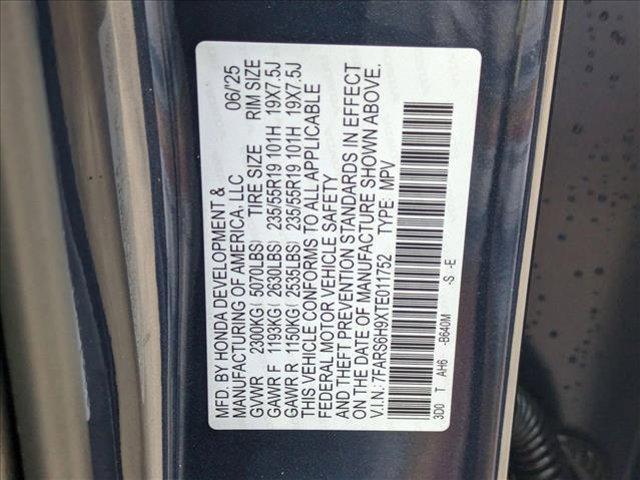 MFD. BY HONDA DEVELOPMENT & 06/'25
MANUFACTURING OF AMERICA, LLC
GVWR 2300KG( 5070LBS) TIRE SIZE RIM SIZE
GAWR F 1193KG( 2630LBS) 235/55R19 101H 19X7.5J
GAWR R 1150KG( 2535LBS) 235/55R19 101H 19X7.5J
THIS VEHICLE CONFORMS TO ALL APPLICABLE
FEDERAL MOTOR VEHICLE SAFETY
AND THEFT PREVENTION STANDARDS IN EFFECT
ON THE DATE OF MANUFACTURE SHOWN ABOVE.
V.I.N.: 7FARS6H9XTE011752 TYPE: MPV
3D0 T AH6 -B640M -S -E